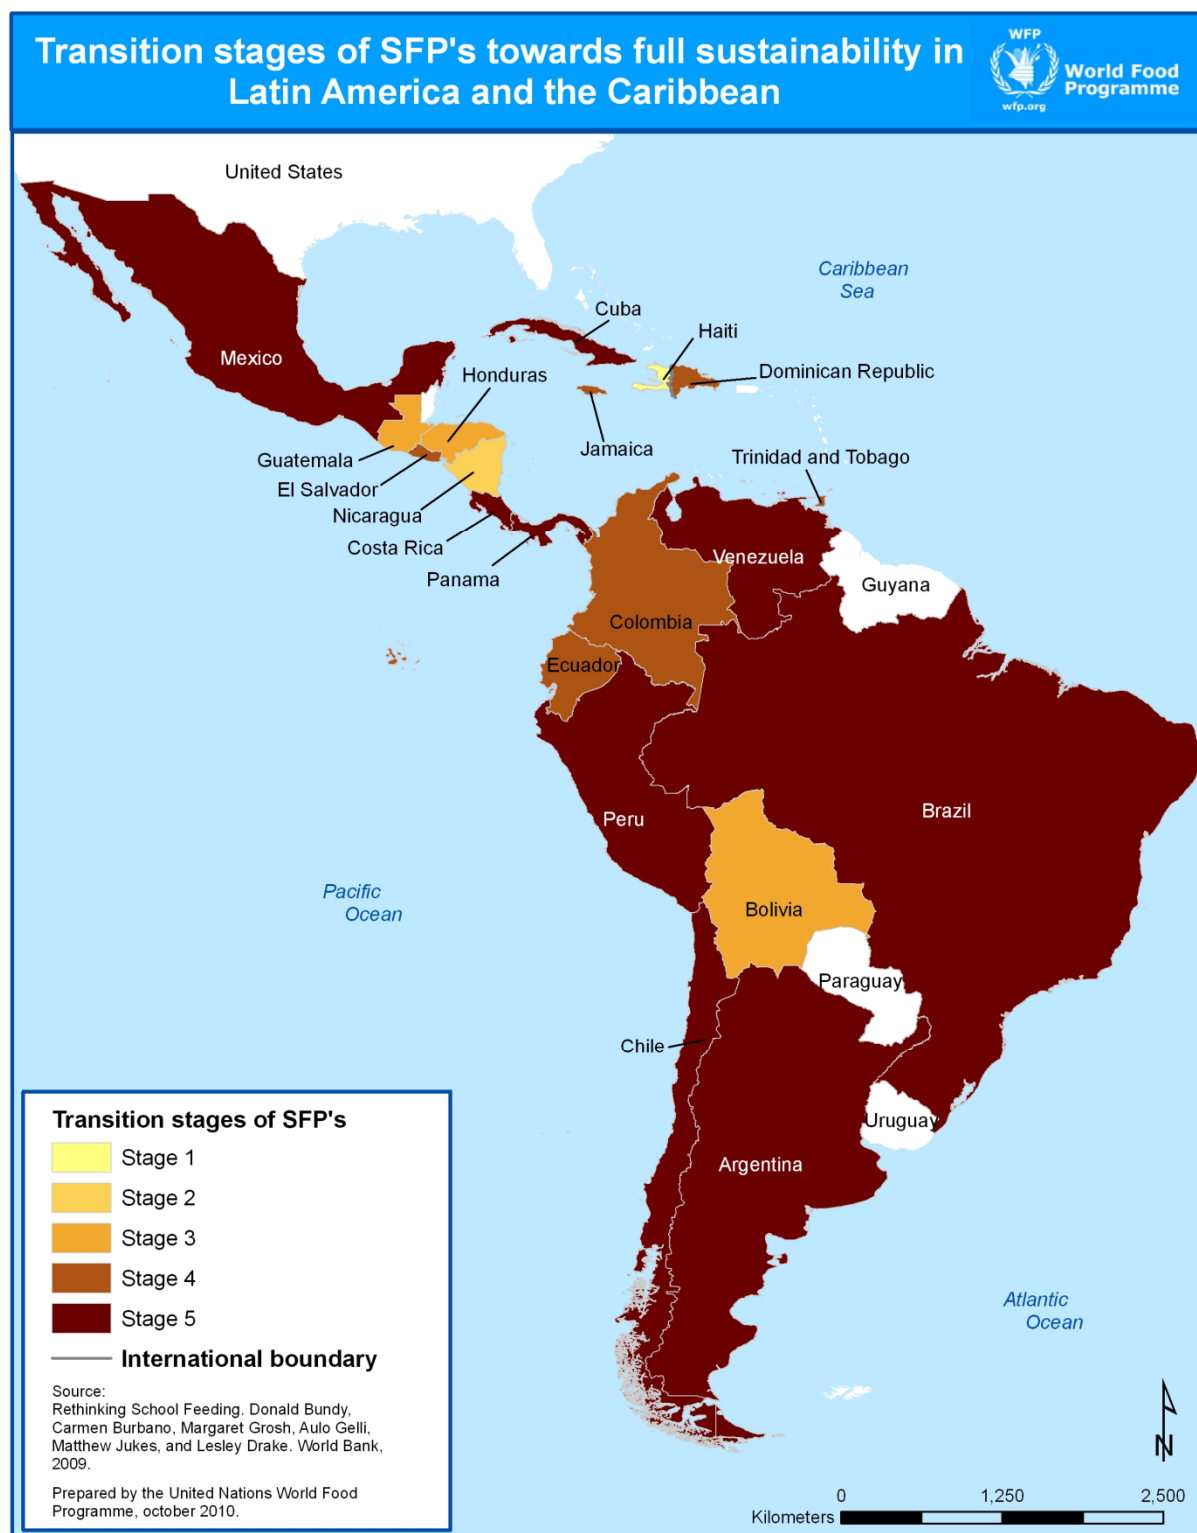 Transition stages of SFP's towards full sustainability in
Latin America and the Caribbean
WFP
wfp.org
World Food
Programme
United States
Caribbean
Sea
Cuba
Haiti
Mexico
Honduras
Dominican Republic
Jamaica
Guatemala
Trinidad and Tobago
El Salvador
Nicaragua
Costa Rica
Venezuela
Panama
Guyana
Colombia
Ecuador
Peru
Brazil
Pacific
Ocean
Bolivia
Paraguay
Chile
Uruguay
Argentina
Atlantic
Ocean
Transition stages of SFP's
Stage 1
Stage 2
Stage 3
Stage 4
Stage 5
International boundary
Source:
Rethinking School Feeding. Donald Bundy,
Carmen Burbano, Margaret Grosh, Aulo Gelli,
Matthew Jukes, and Lesley Drake. World Bank,
2009.
Prepared by the United Nations World Food
Programme, october 2010.
N
0 1,250 2,500
Kilometers